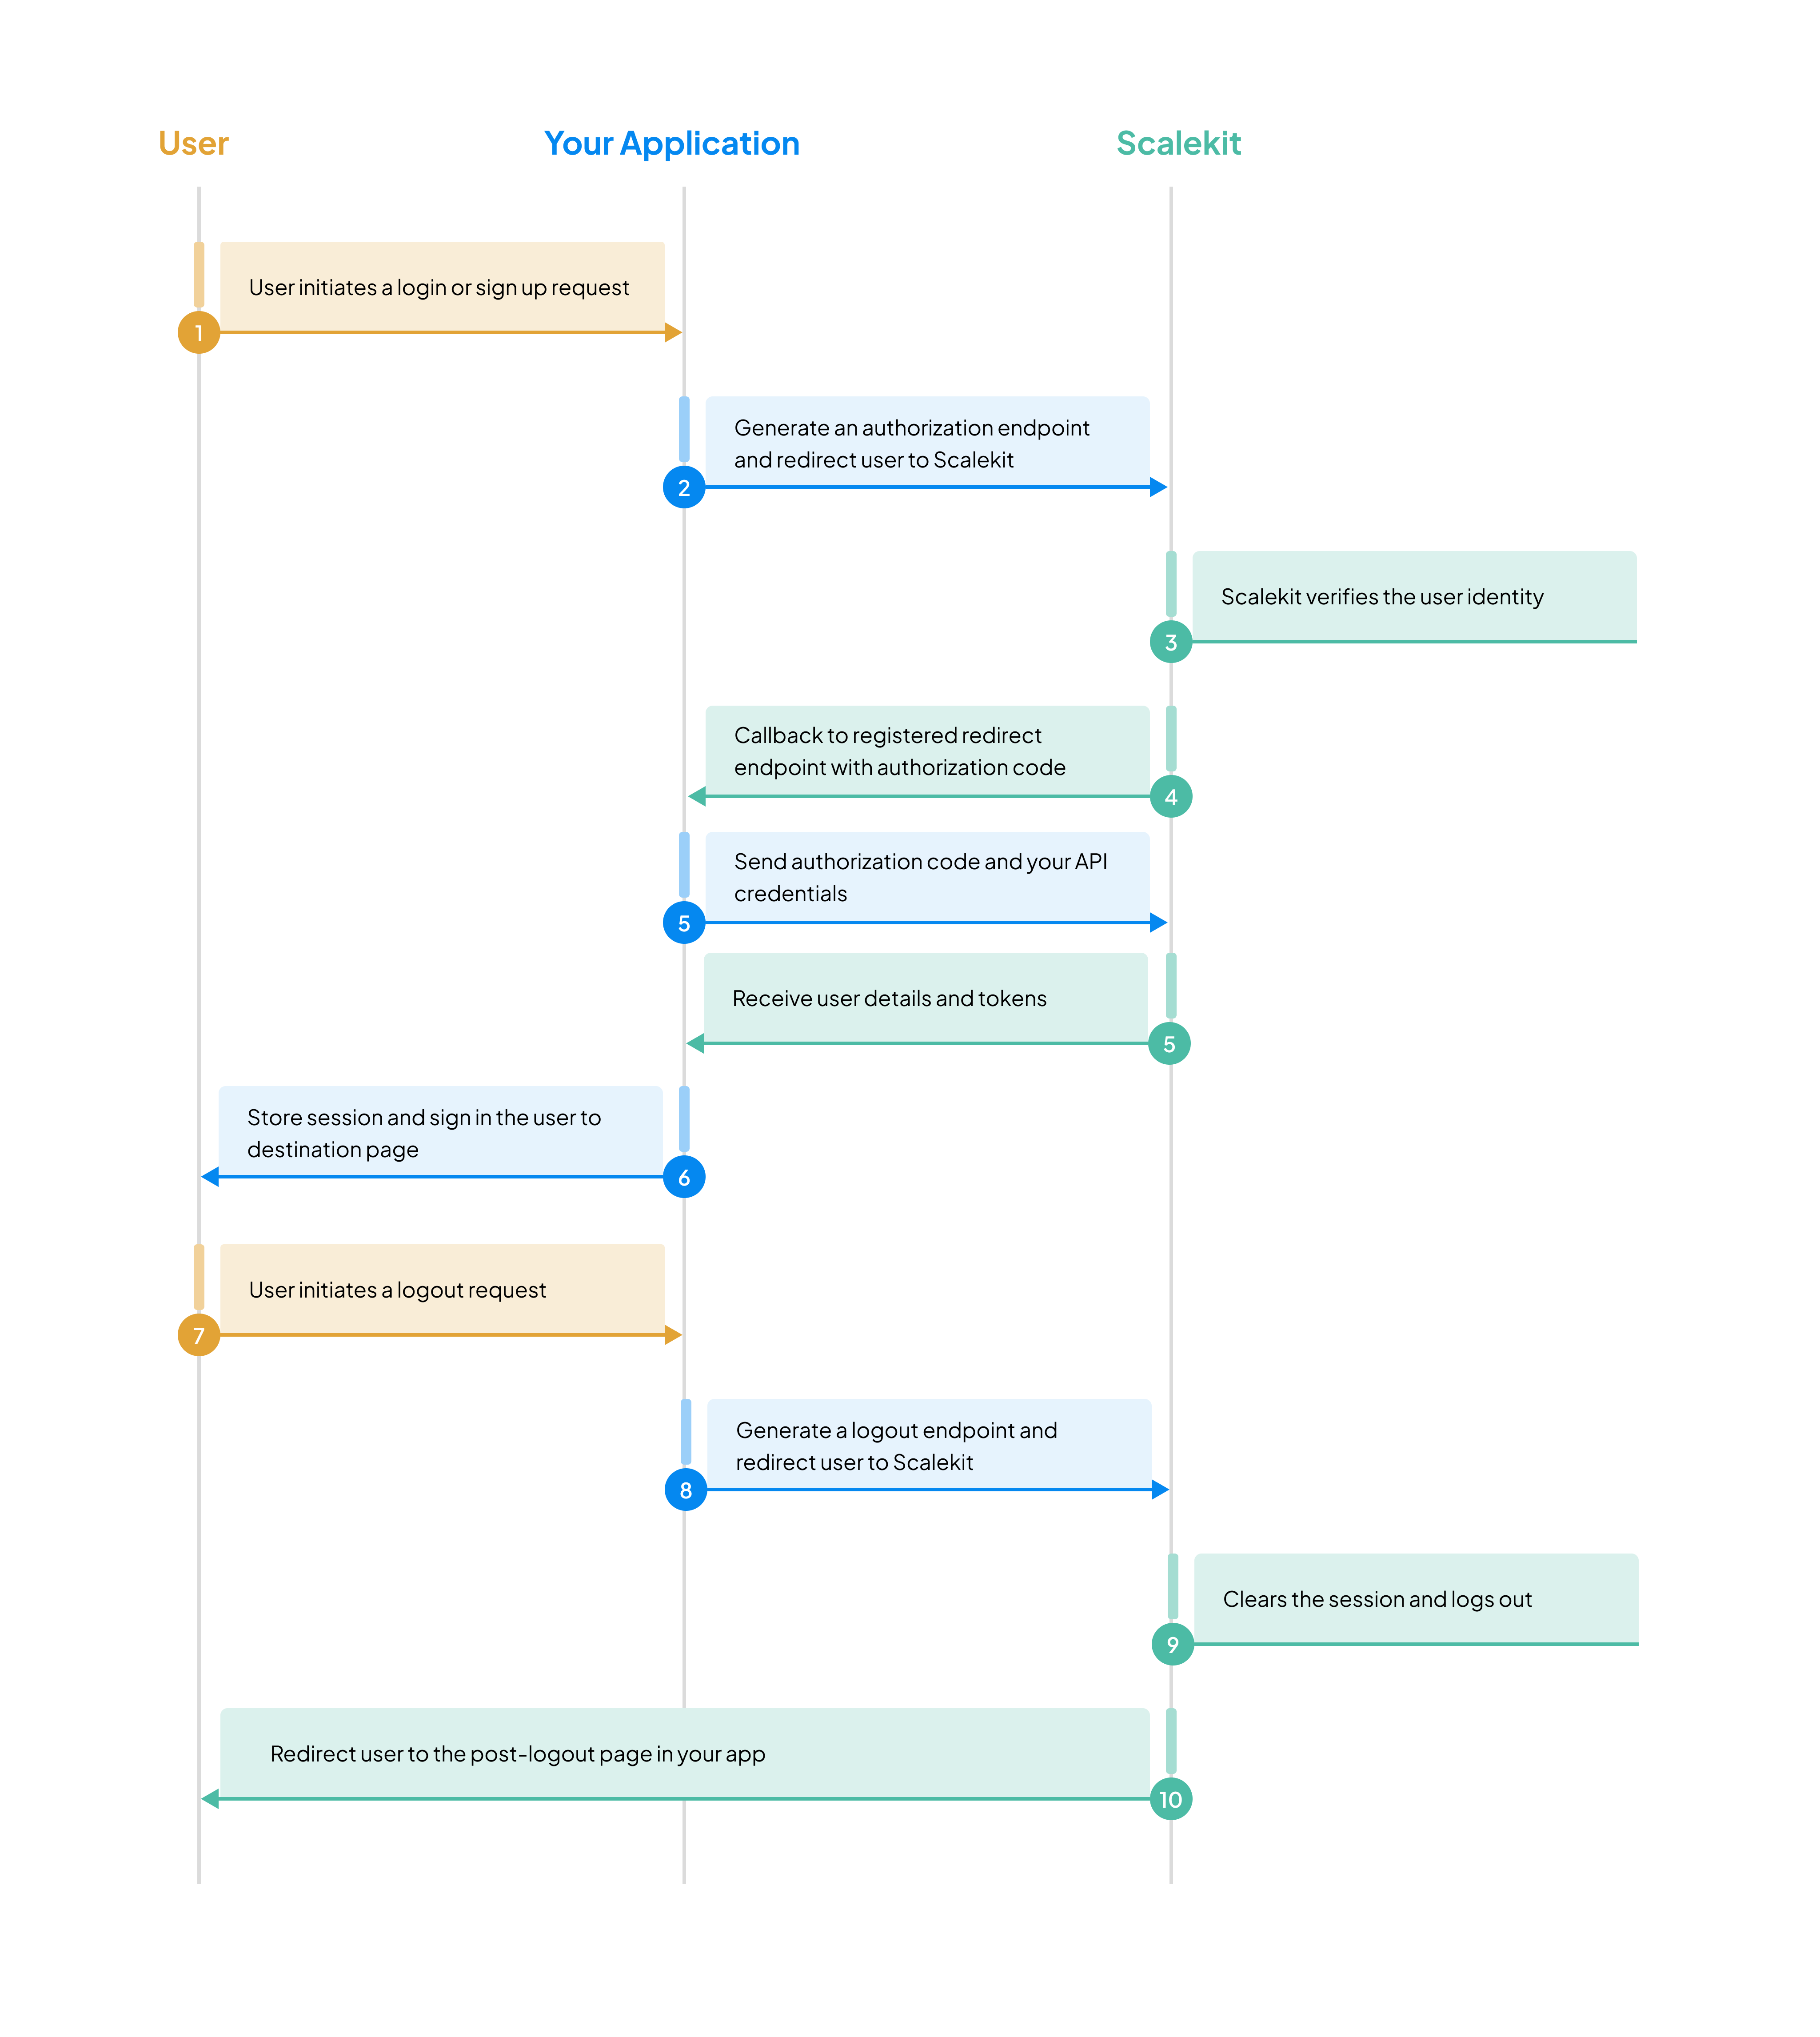 User
Your Application
Scalekit
User initiates a login or sign up request
1
Generate an authorization endpoint
and redirect user to Scalekit
2
Scalekit verifies the user identity
3
Callback to registered redirect
endpoint with authorization code
4
Send authorization code and your API
credentials
5
Receive user details and tokens
5
Store session and sign in the user to
destination page
6
User initiates a logout request
7
Generate a logout endpoint and
redirect user to Scalekit
8
Clears the session and logs out
9
Redirect user to the post-logout page in your app
10